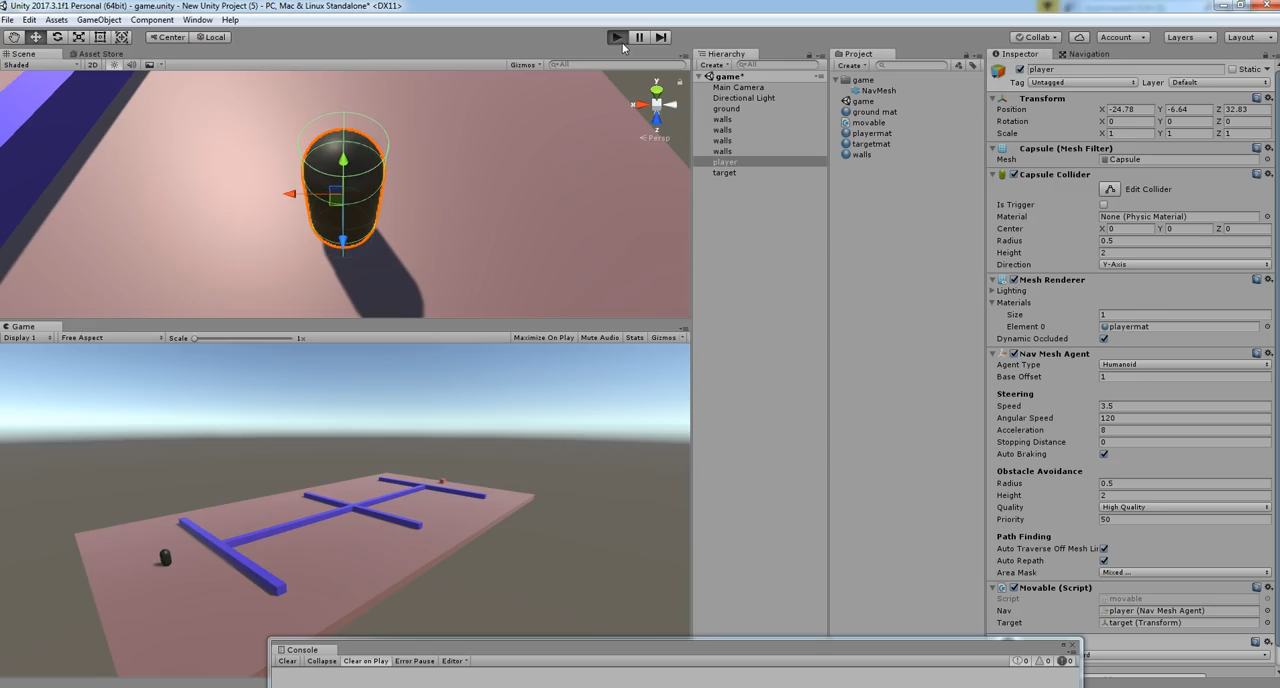 Unity 2017.3.1f1 Personal (64bit) - game.unity - New Unity Project (5) - PC, Mac & Linux Standalone* <DX11>
File Edit Assets GameObject Component Window Help
Center Local Collab Account Layers Layout
Scene Asset Store
Shaded 2D Gizmos All
y
x
z
Persp
Game
Display 1 Free Aspect Scale 1x Maximize On Play Mute Audio Stats Gizmos
Hierarchy
Create All
game*
Main Camera
Directional Light
ground
walls
walls
walls
walls
player
target
Project
Create
game
NavMesh
game
ground mat
movable
playermat
targetmat
walls
Inspector Navigation
player Static
Tag Untagged Layer Default
Transform
Position X -24.78 Y -6.64 Z 32.83
Rotation X 0 Y 0 Z 0
Scale X 1 Y 1 Z 1
Capsule (Mesh Filter)
Mesh Capsule
Capsule Collider
Edit Collider
Is Trigger
Material None (Physic Material)
Center X 0 Y 0 Z 0
Radius 0.5
Height 2
Direction Y-Axis
Mesh Renderer
Lighting
Materials
Size 1
Element 0 playermat
Dynamic Occluded
Nav Mesh Agent
Agent Type Humanoid
Base Offset 1
Steering
Speed 3.5
Angular Speed 120
Acceleration 8
Stopping Distance 0
Auto Braking
Obstacle Avoidance
Radius 0.5
Height 2
Quality High Quality
Priority 50
Path Finding
Auto Traverse Off Mesh Li
Auto Repath
Area Mask Mixed ...
Movable (Script)
Script movable
Nav player (Nav Mesh Agent)
Target target (Transform)
Console
Clear Collapse Clear on Play Error Pause Editor 0 0 0